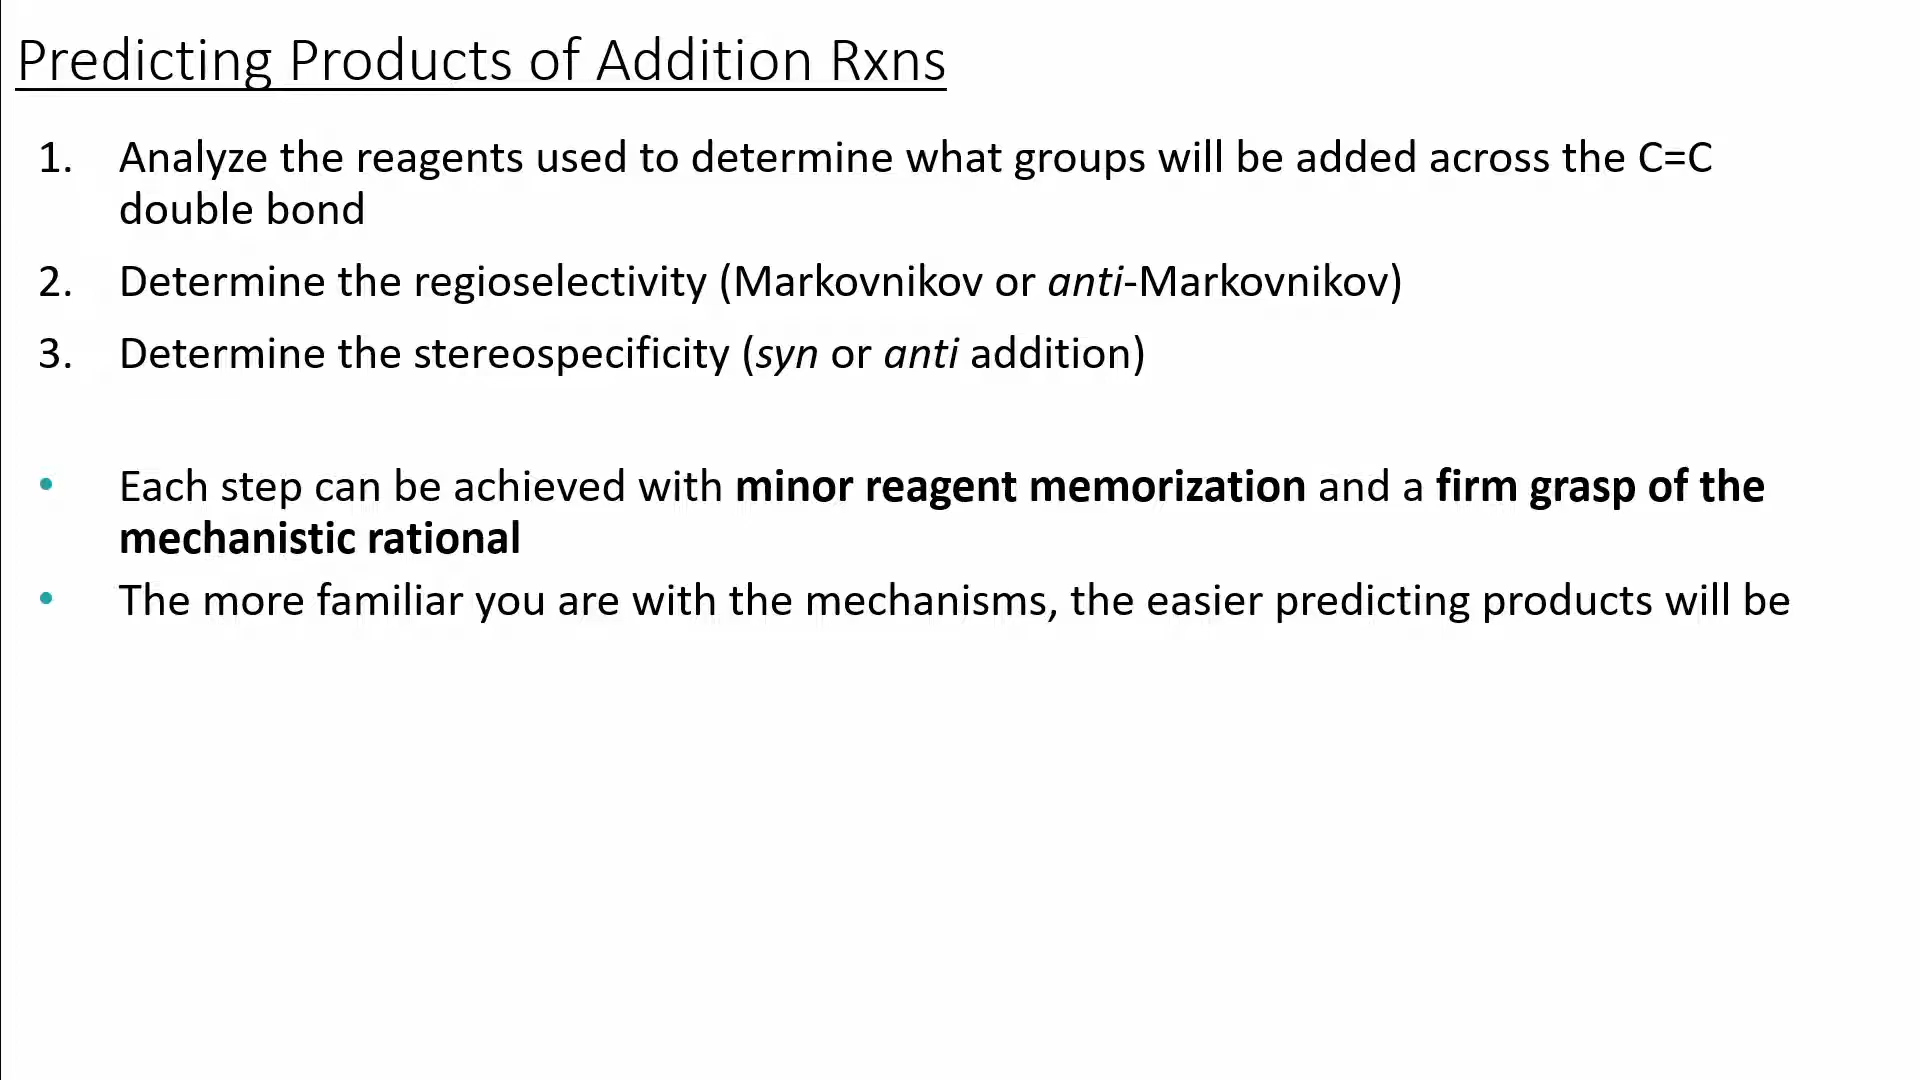 Predicting Products of Addition Rxns
1. Analyze the reagents used to determine what groups will be added across the C=C
double bond
2. Determine the regioselectivity (Markovnikov or anti-Markovnikov)
3. Determine the stereospecificity (syn or anti addition)
• Each step can be achieved with minor reagent memorization and a firm grasp of the
mechanistic rational
• The more familiar you are with the mechanisms, the easier predicting products will be